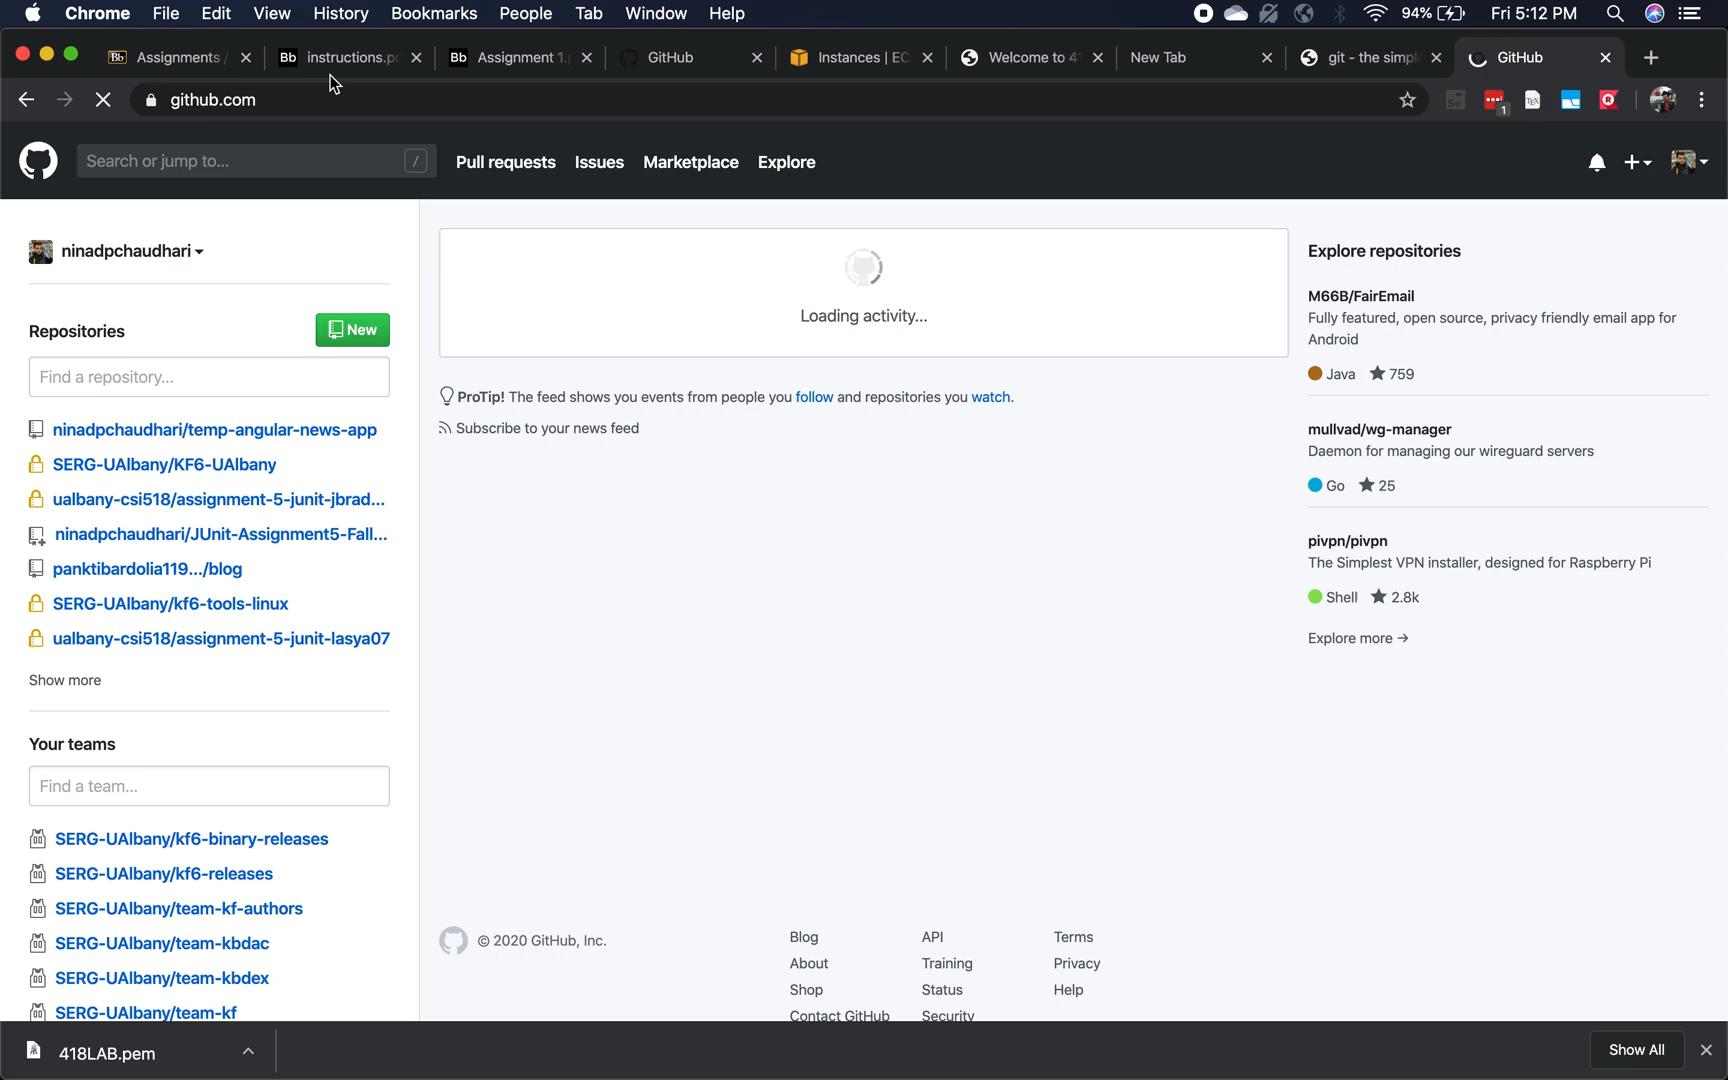 Chrome File Edit View History Bookmarks People Tab Window Help 94% Fri 5:12 PM
Bb Assignments / Bb instructions.pd Bb Assignment 1. GitHub Instances | EC Welcome to 41 New Tab git - the simpl GitHub
github.com 1
Search or jump to... / Pull requests Issues Marketplace Explore
ninadpchaudhari
Repositories New
Find a repository...
ninadpchaudhari/temp-angular-news-app
SERG-UAlbany/KF6-UAlbany
ualbany-csi518/assignment-5-junit-jbrad...
ninadpchaudhari/JUnit-Assignment5-Fall...
panktibardolia119.../blog
SERG-UAlbany/kf6-tools-linux
ualbany-csi518/assignment-5-junit-lasya07
Show more
Your teams
Find a team...
SERG-UAlbany/kf6-binary-releases
SERG-UAlbany/kf6-releases
SERG-UAlbany/team-kf-authors
SERG-UAlbany/team-kbdac
SERG-UAlbany/team-kbdex
SERG-UAlbany/team-kf
Loading activity...
ProTip! The feed shows you events from people you follow and repositories you watch.
Subscribe to your news feed
Explore repositories
M66B/FairEmail
Fully featured, open source, privacy friendly email app for
Android
Java 759
mullvad/wg-manager
Daemon for managing our wireguard servers
Go 25
pivpn/pivpn
The Simplest VPN installer, designed for Raspberry Pi
Shell 2.8k
Explore more →
© 2020 GitHub, Inc.
Blog API Terms
About Training Privacy
Shop Status Help
Contact GitHub Security
418LAB.pem Show All